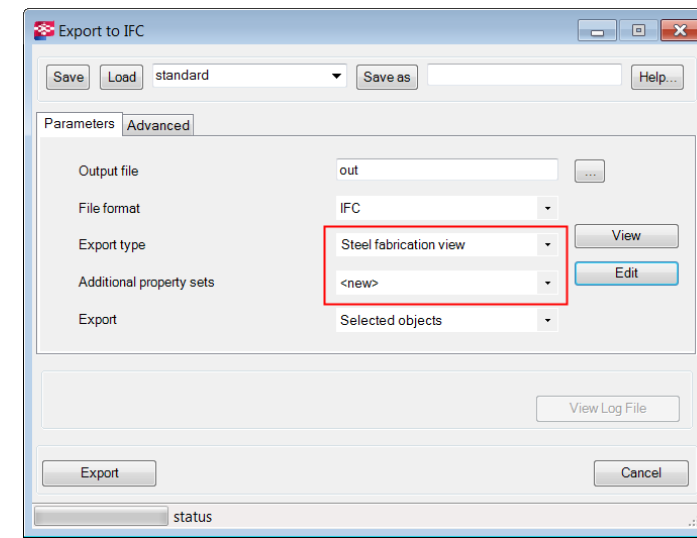 Export to IFC
Save Load standard Save as Help...
Parameters Advanced
Output file out ...
File format IFC
Export type Steel fabrication view View
Additional property sets <new> Edit
Export Selected objects
View Log File
Export Cancel
status